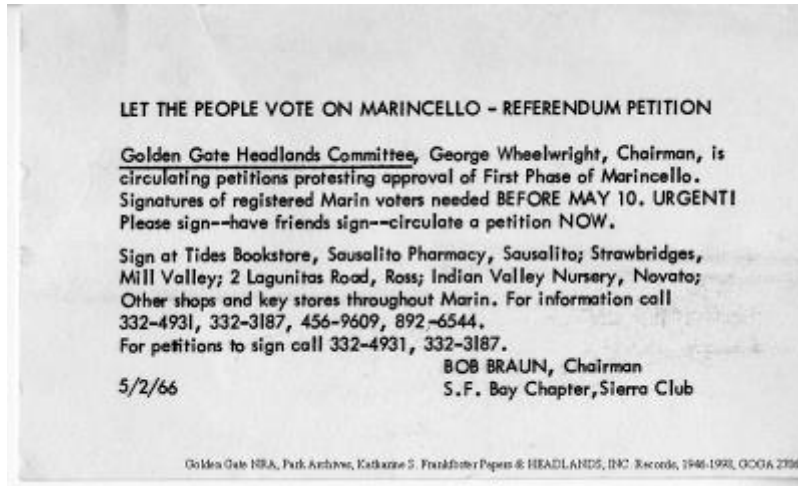 LET THE PEOPLE VOTE ON MARINCELLO - REFERENDUM PETITION
Golden Gate Headlands Committee, George Wheelwright, Chairman, is
circulating petitions protesting approval of First Phase of Marincello.
Signatures of registered Marin voters needed BEFORE MAY 10. URGENT!
Please sign--have friends sign--circulate a petition NOW.
Sign at Tides Bookstore, Sausalito Pharmacy, Sausalito; Strawbridges,
Mill Valley; 2 Lagunitas Road, Ross; Indian Valley Nursery, Novato;
Other shops and key stores throughout Marin. For information call
332-4931, 332-3187, 456-9609, 892-6544.
For petitions to sign call 332-4931, 332-3187.
BOB BRAUN, Chairman
5/2/66 S.F. Bay Chapter, Sierra Club
Golden Gate NRA, Park Archives, Katharine S. Frankforter Papers & HEADLANDS, INC. Records, 1946-1993, GOGA